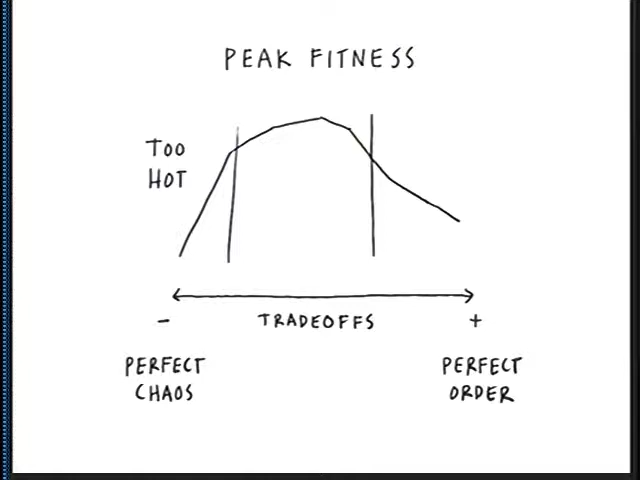 PEAK FITNESS
TOO
HOT
- TRADEOFFS +
PERFECT PERFECT
CHAOS ORDER